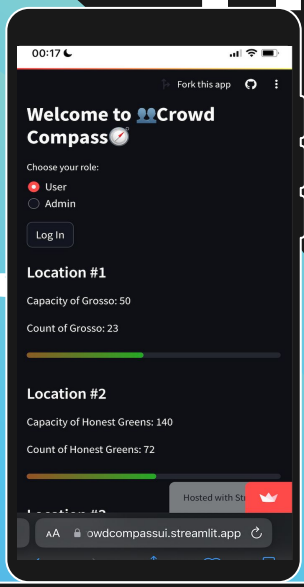 00:17
Fork this app
Welcome to 👥Crowd
Compass🧭
Choose your role:
User
Admin
Log In
Location #1
Capacity of Grosso: 50
Count of Grosso: 23
Location #2
Capacity of Honest Greens: 140
Count of Honest Greens: 72
Hosted with
AA
owdcompassui.streamlit.app